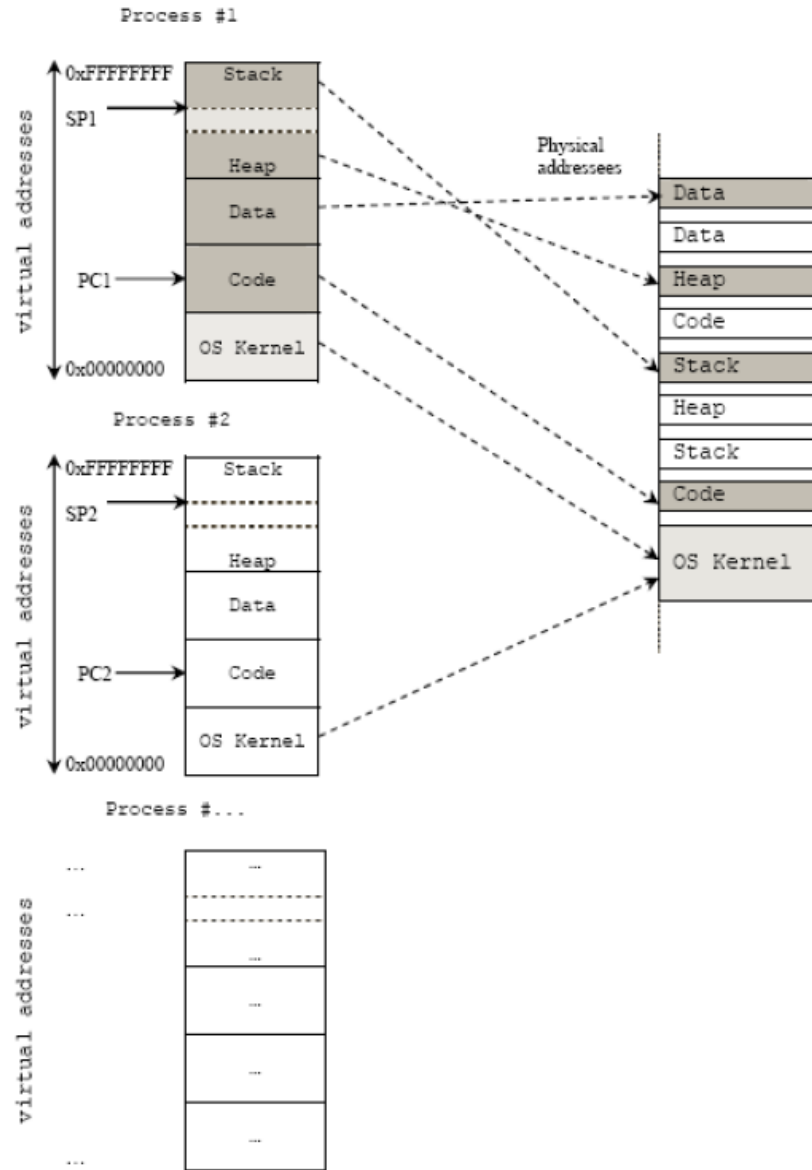 Process #1
virtual addresses
0xFFFFFFFF
SP1
PC1
0x00000000
Stack
Heap
Data
Code
OS Kernel
Physical
addressees
Data
Data
Heap
Code
Stack
Heap
Stack
Code
OS Kernel
Process #2
virtual addresses
0xFFFFFFFF
SP2
PC2
0x00000000
Stack
Heap
Data
Code
OS Kernel
Process #...
virtual addresses
...
...
...
...
...
...
...
...